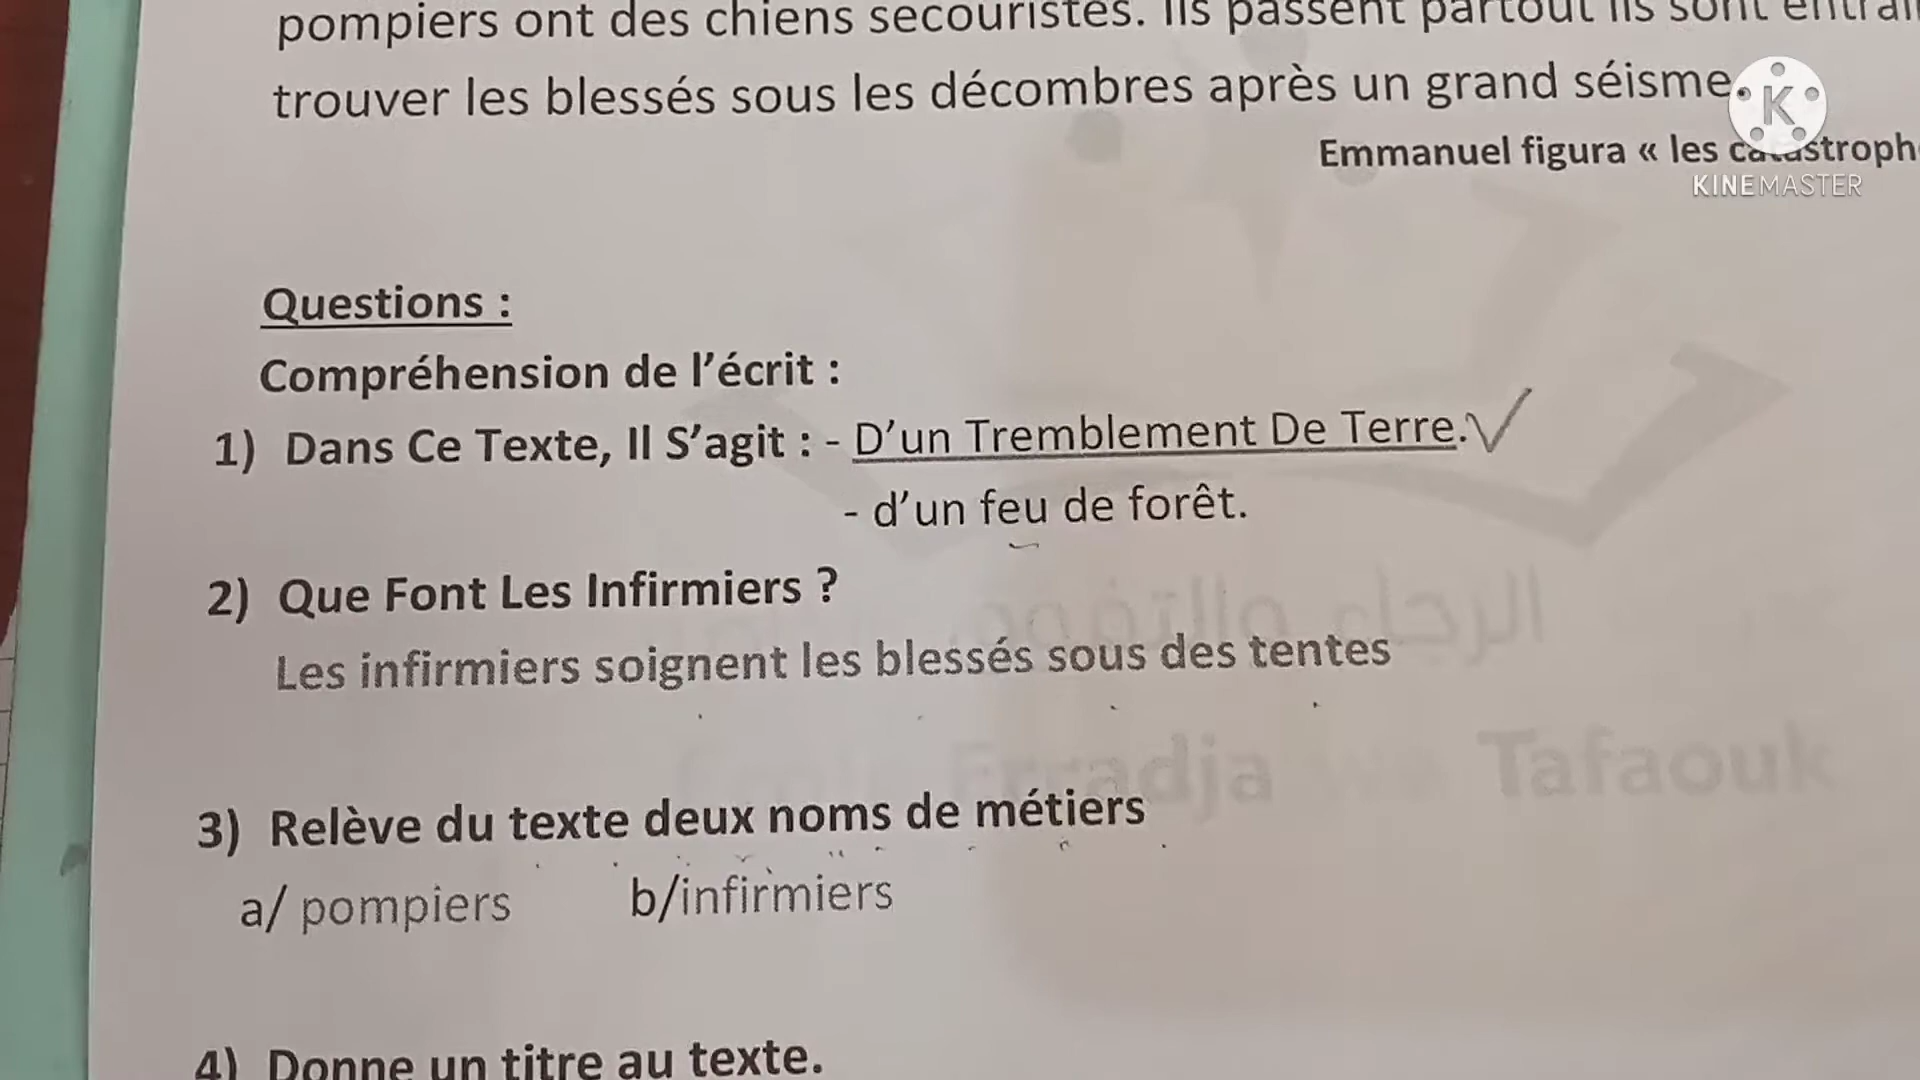 pompiers ont des chiens secouristes. Ils passent partout ils sont
trouver les blessés sous les décombres après un grand séisme.
K
Emmanuel figura « les
KINEMASTER
Questions :
Compréhension de l'écrit :
1) Dans Ce Texte, Il S'agit : - D'un Tremblement De Terre.
- d'un feu de forêt.
2) Que Font Les Infirmiers ?
الرجاء والتفوق
Les infirmiers soignent les blessés sous des tentes
Erradja Tafaouk
3) Relève du texte deux noms de métiers
a/ pompiers b/infirmiers
4) Donne un titre au texte.